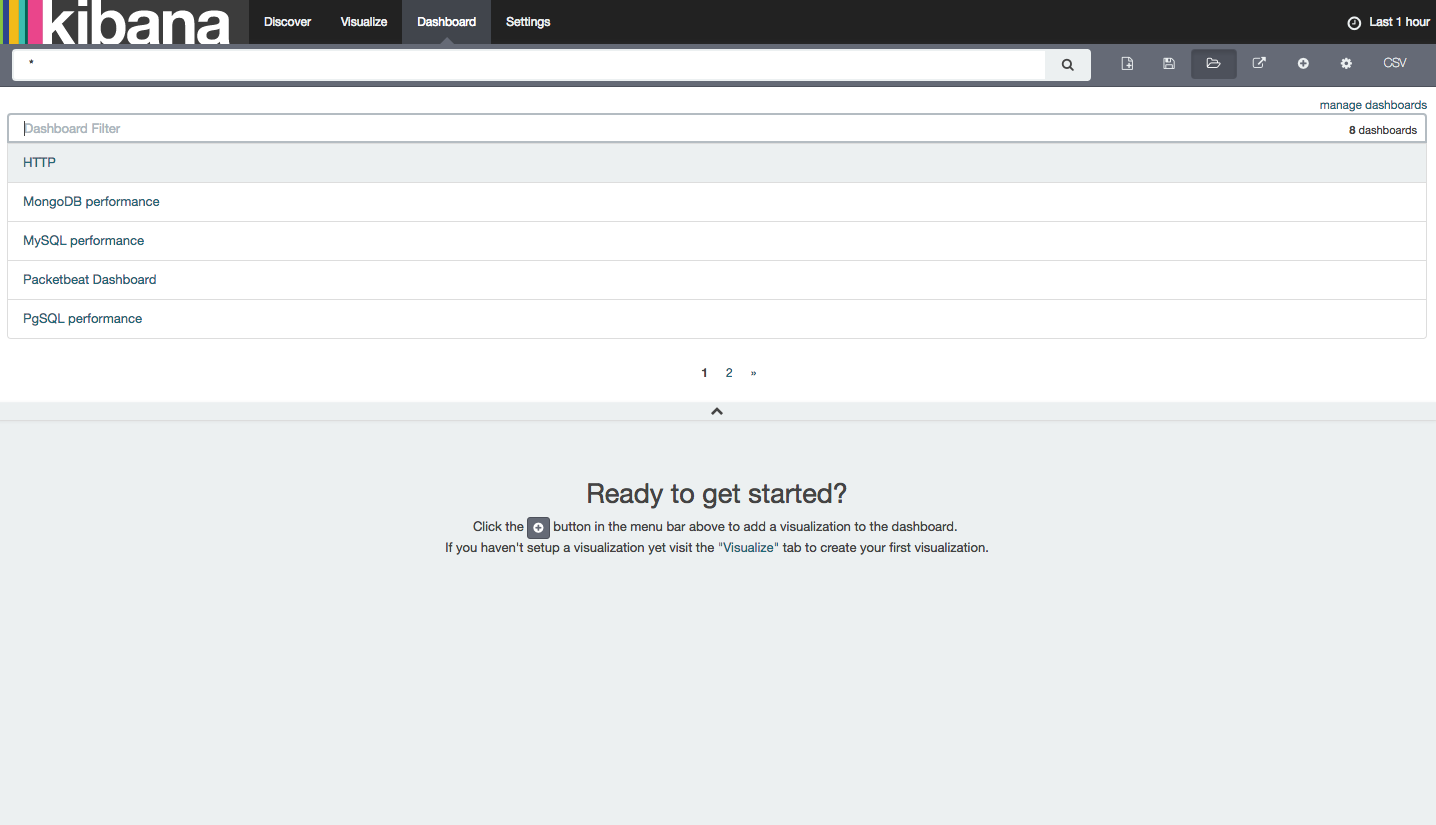 kibana Discover Visualize Dashboard Settings Last 1 hour
* CSV
manage dashboards
Dashboard Filter 8 dashboards
HTTP
MongoDB performance
MySQL performance
Packetbeat Dashboard
PgSQL performance
1 2 »
Ready to get started?
Click the button in the menu bar above to add a visualization to the dashboard.
If you haven't setup a visualization yet visit the "Visualize" tab to create your first visualization.